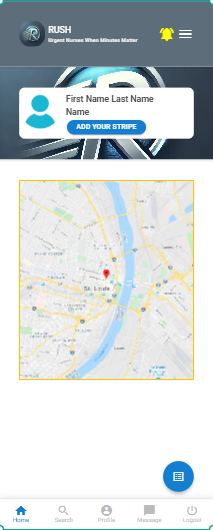 RUSH
Urgent Nurses When Minutes Matter
First Name Last Name
Name
ADD YOUR STRIPE
St. Louis
Home
Search
Profile
Message
Logout